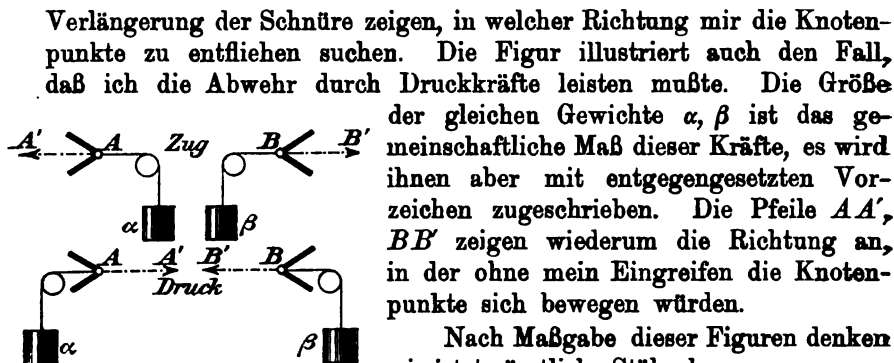 Verlängerung der Schnüre zeigen, in welcher Richtung mir die Knoten-
punkte zu entfliehen suchen. Die Figur illustriert auch den Fall,
daß ich die Abwehr durch Druckkräfte leisten mußte. Die Größe
der gleichen Gewichte α, β ist das ge-
meinschaftliche Maß dieser Kräfte, es wird
ihnen aber mit entgegengesetzten Vor-
zeichen zugeschrieben. Die Pfeile AA',
BB' zeigen wiederum die Richtung an,
in der ohne mein Eingreifen die Knoten-
punkte sich bewegen würden.
Nach Maßgabe dieser Figuren denken
A' A Zug B B'
α β
A A' B' B
Druck
α β